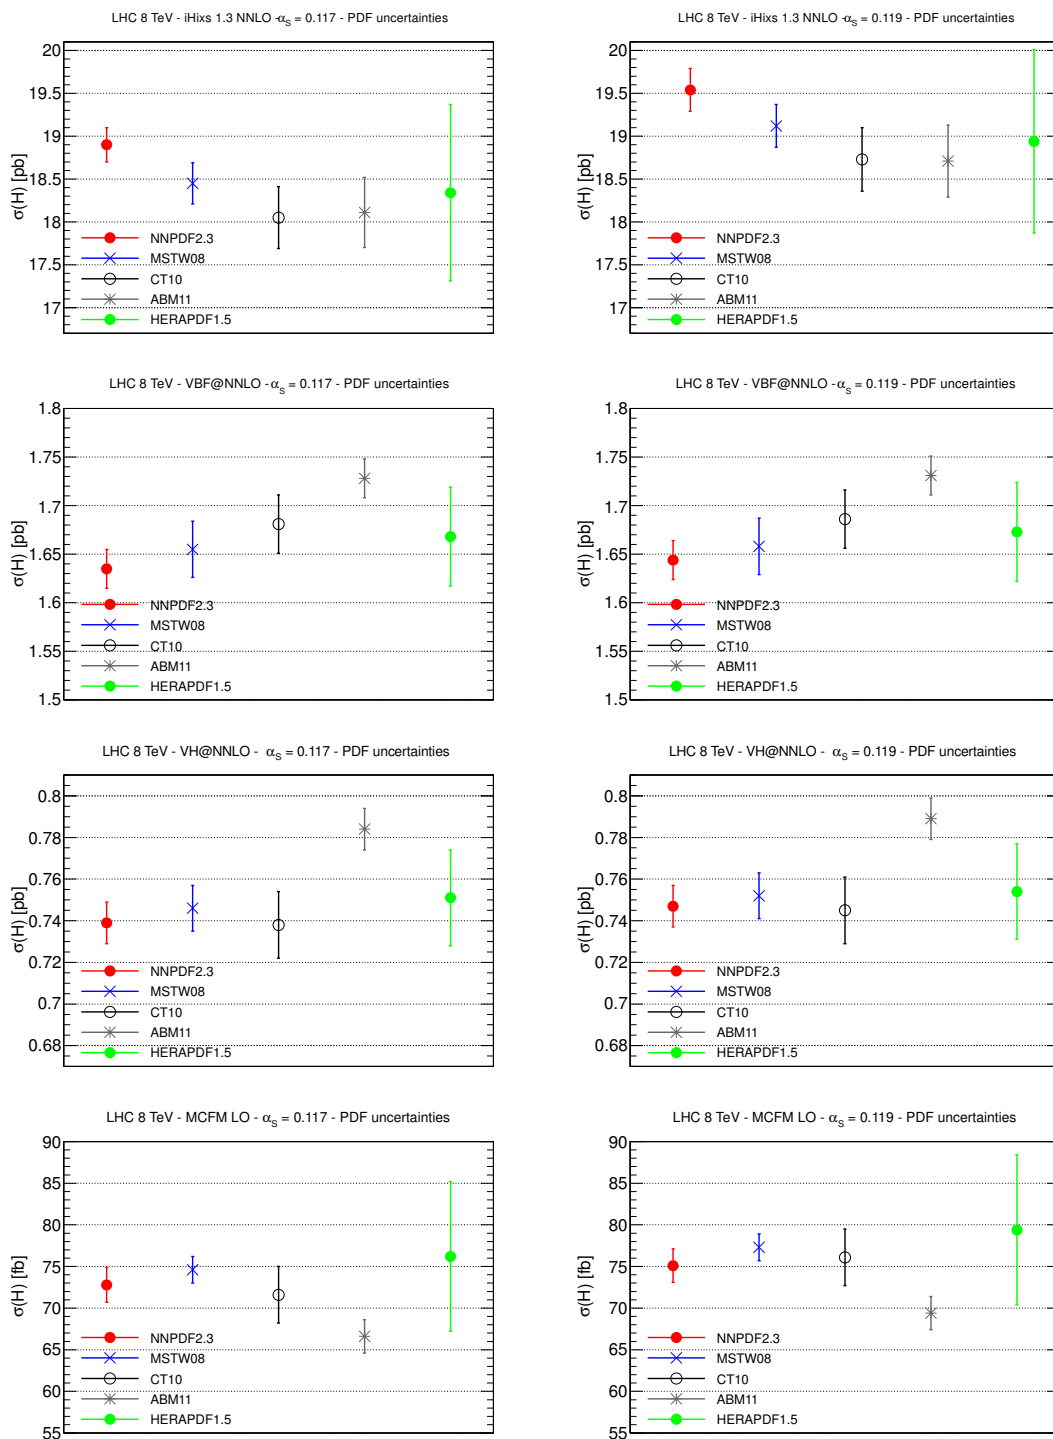 LHC 8 TeV - iHixs 1.3 NNLO -αS = 0.117 - PDF uncertainties
σ(H) [pb]
20
19.5
19
18.5
18
17.5
17
NNPDF2.3
MSTW08
CT10
ABM11
HERAPDF1.5
LHC 8 TeV - iHixs 1.3 NNLO -αS = 0.119 - PDF uncertainties
σ(H) [pb]
20
19.5
19
18.5
18
17.5
17
NNPDF2.3
MSTW08
CT10
ABM11
HERAPDF1.5
LHC 8 TeV - VBF@NNLO - αS = 0.117 - PDF uncertainties
σ(H) [pb]
1.8
1.75
1.7
1.65
1.6
1.55
1.5
NNPDF2.3
MSTW08
CT10
ABM11
HERAPDF1.5
LHC 8 TeV - VBF@NNLO - αS = 0.119 - PDF uncertainties
σ(H) [pb]
1.8
1.75
1.7
1.65
1.6
1.55
1.5
NNPDF2.3
MSTW08
CT10
ABM11
HERAPDF1.5
LHC 8 TeV - VH@NNLO - αS = 0.117 - PDF uncertainties
σ(H) [pb]
0.8
0.78
0.76
0.74
0.72
0.7
0.68
NNPDF2.3
MSTW08
CT10
ABM11
HERAPDF1.5
LHC 8 TeV - VH@NNLO - αS = 0.119 - PDF uncertainties
σ(H) [pb]
0.8
0.78
0.76
0.74
0.72
0.7
0.68
NNPDF2.3
MSTW08
CT10
ABM11
HERAPDF1.5
LHC 8 TeV - MCFM LO - αS = 0.117 - PDF uncertainties
σ(H) [fb]
90
85
80
75
70
65
60
55
NNPDF2.3
MSTW08
CT10
ABM11
HERAPDF1.5
LHC 8 TeV - MCFM LO - αS = 0.119 - PDF uncertainties
σ(H) [fb]
90
85
80
75
70
65
60
55
NNPDF2.3
MSTW08
CT10
ABM11
HERAPDF1.5